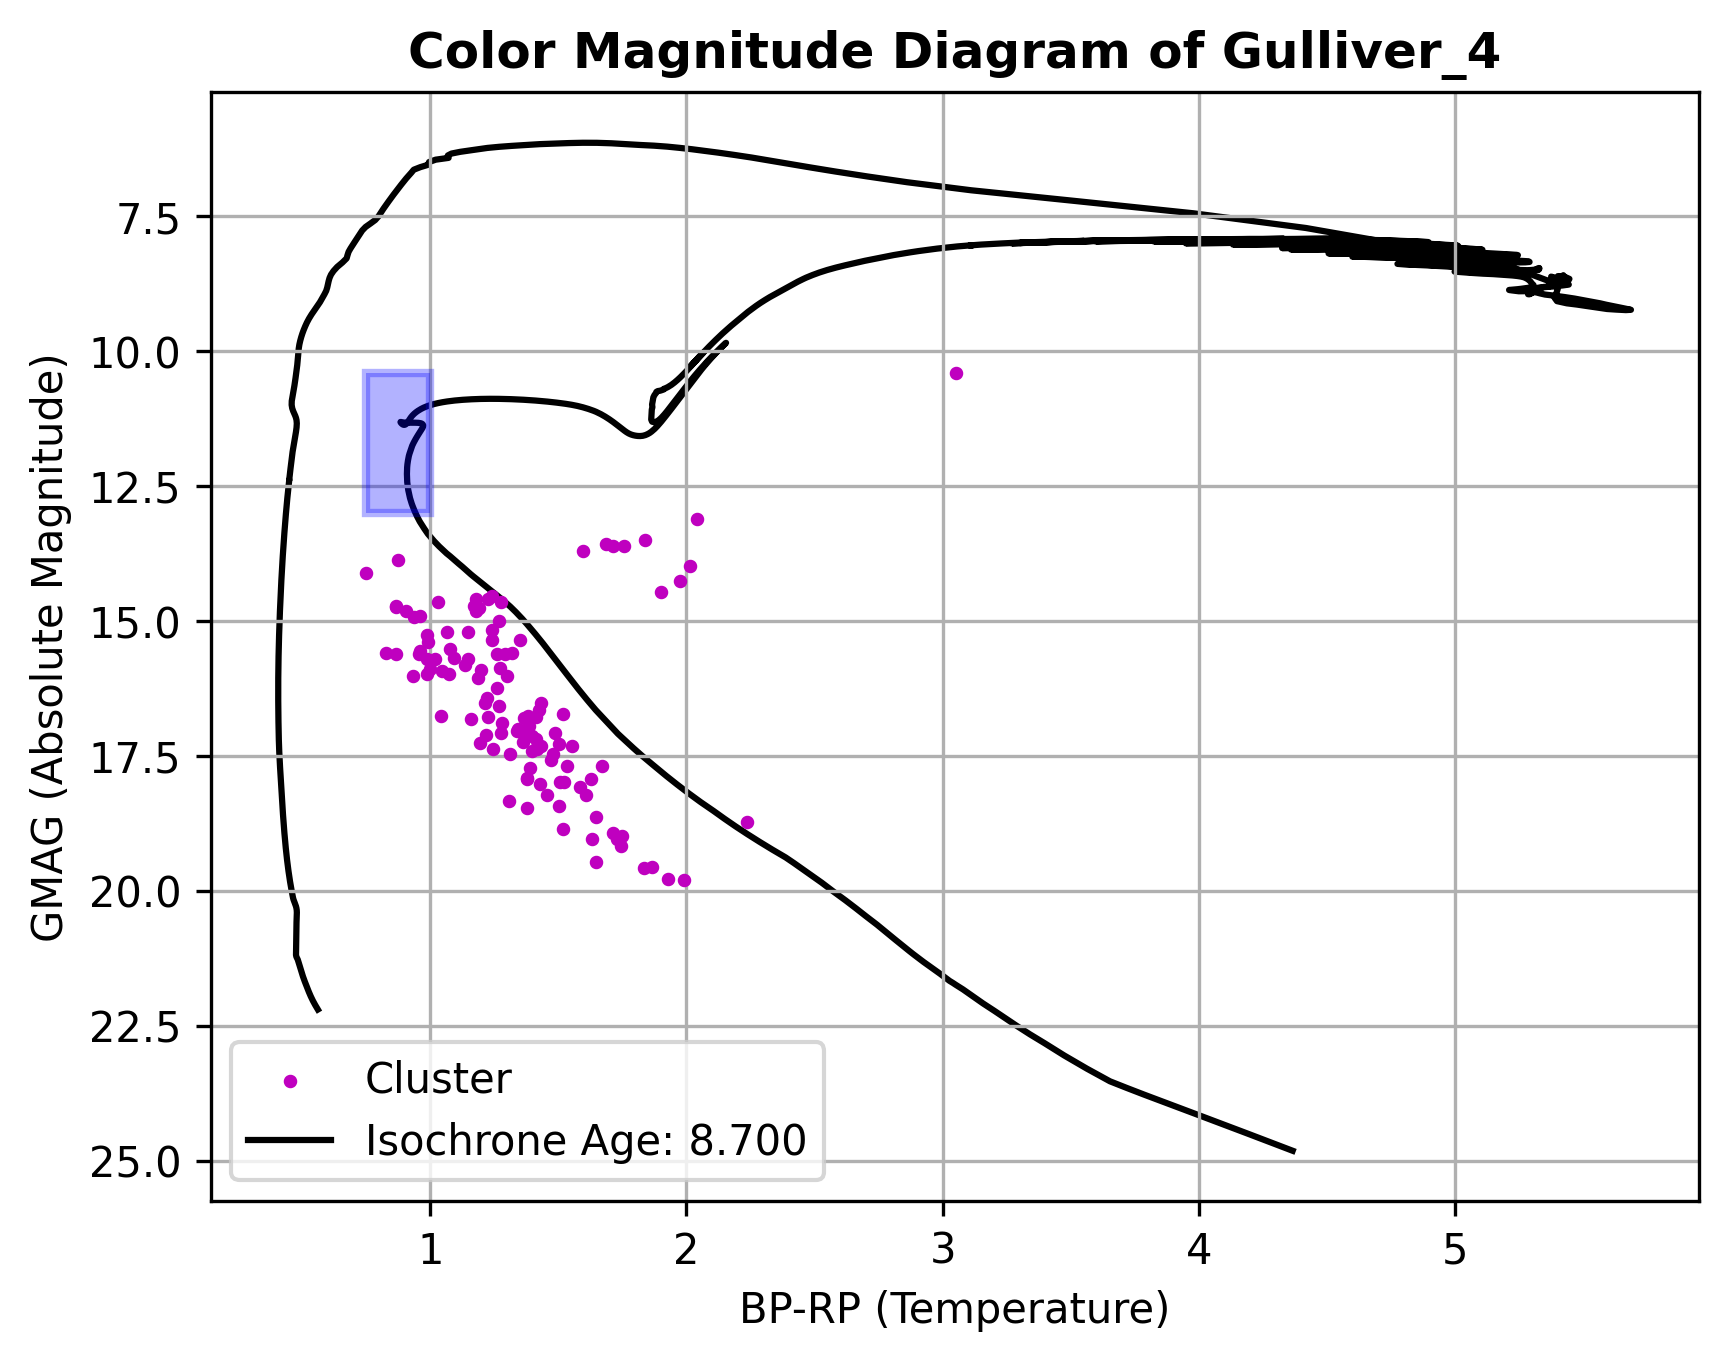 Color Magnitude Diagram of Gulliver_4
GMAG (Absolute Magnitude)
7.5
10.0
12.5
15.0
17.5
20.0
22.5
25.0
Cluster
Isochrone Age: 8.700
1 2 3 4 5
BP-RP (Temperature)